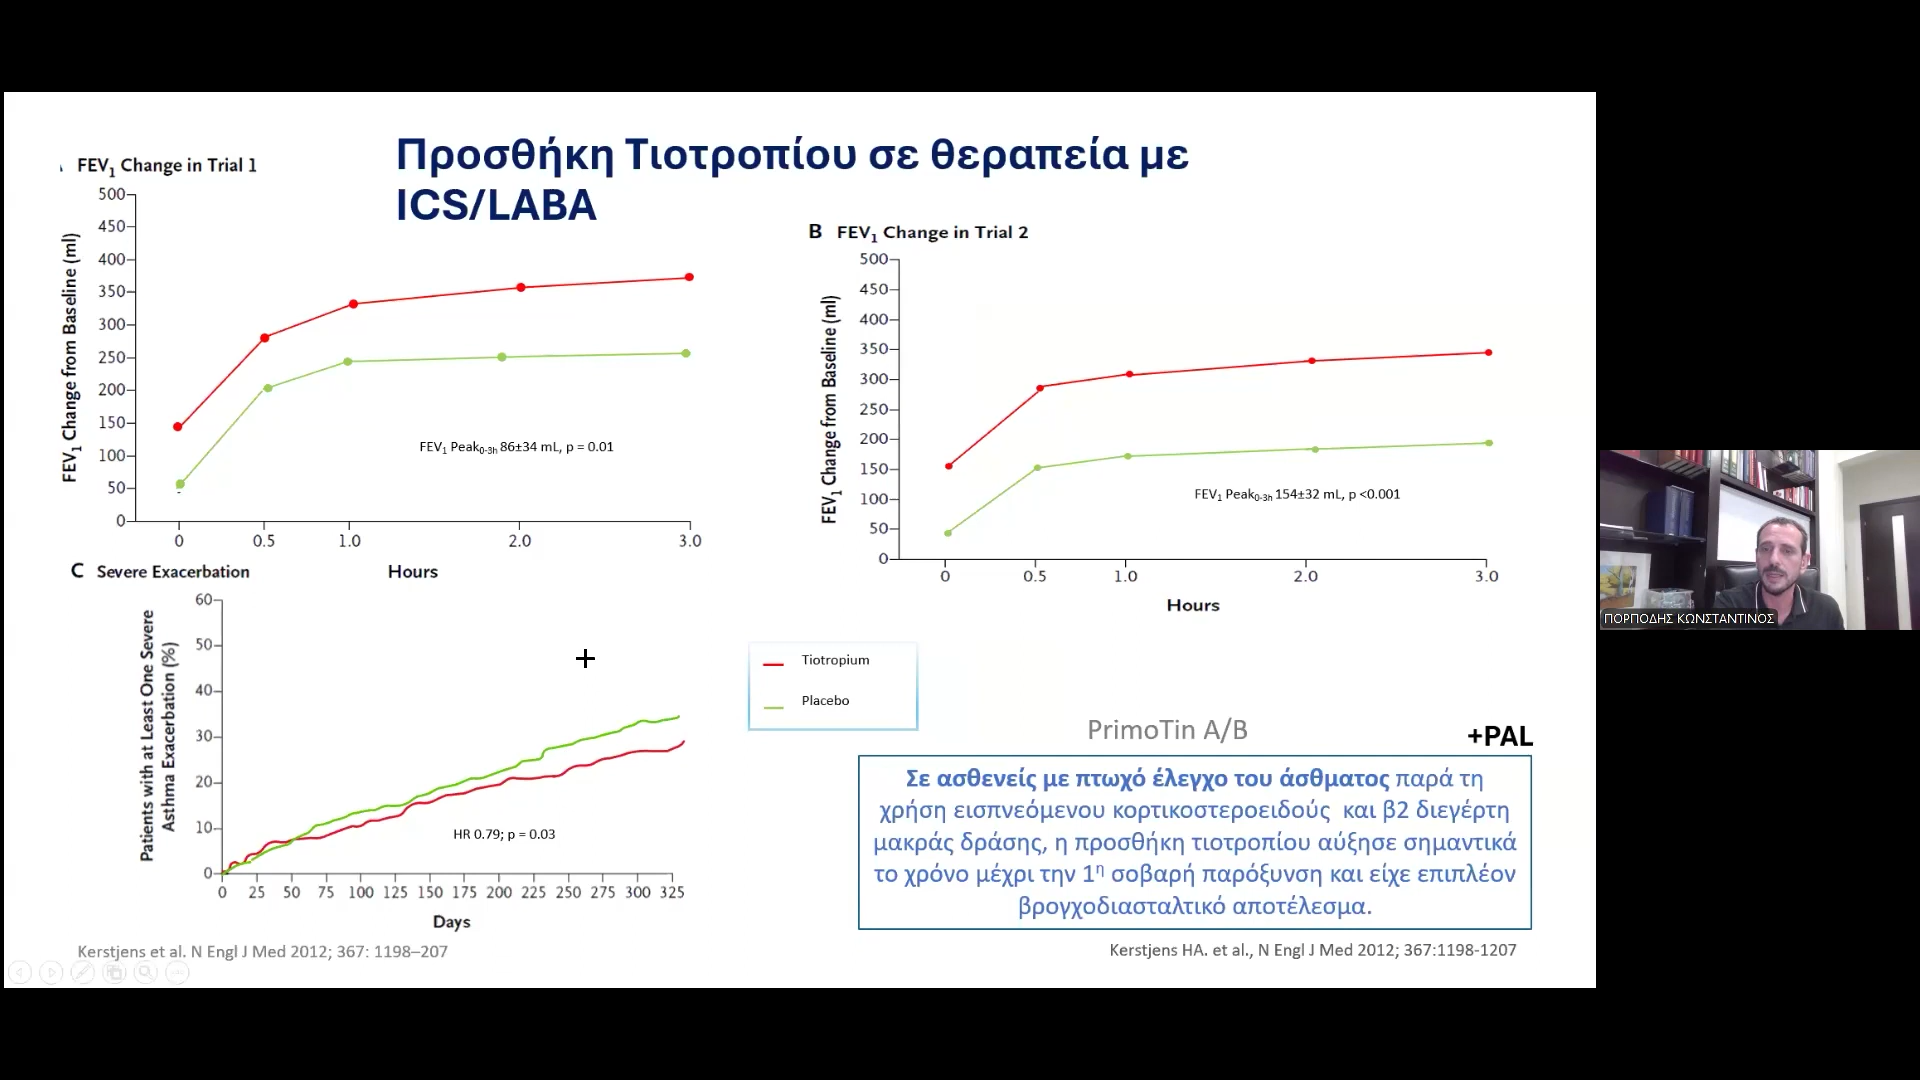 Προσθήκη Τιοτροπίου σε θεραπεία με
ICS/LABA
FEV1 Change in Trial 1
FEV1 Change from Baseline (ml)
500
450
400
350
300
250
200
150
100
50
0
FEV1 Peak0-3h 86±34 mL, p = 0.01
0 0.5 1.0 2.0 3.0
Hours
B FEV1 Change in Trial 2
FEV1 Change from Baseline (ml)
500
450
400
350
300
250
200
150
100
50
0
FEV1 Peak0-3h 154±32 mL, p <0.001
0 0.5 1.0 2.0 3.0
Hours
C Severe Exacerbation
Patients with at Least One Severe
Asthma Exacerbation (%)
60
50
40
30
20
10
0
HR 0.79; p = 0.03
0 25 50 75 100 125 150 175 200 225 250 275 300 325
Days
Tiotropium
Placebo
PrimoTin A/B
+PAL
Σε ασθενείς με πτωχό έλεγχο του άσθματος παρά τη
χρήση εισπνεόμενου κορτικοστεροειδούς και β2 διεγέρτη
μακράς δράσης, η προσθήκη τιοτροπίου αύξησε σημαντικά
το χρόνο μέχρι την 1η σοβαρή παρόξυνση και είχε επιπλέον
βρογχοδιασταλτικό αποτέλεσμα.
Kerstjens et al. N Engl J Med 2012; 367: 1198–207
Kerstjens HA. et al., N Engl J Med 2012; 367:1198-1207
ΠΟΡΠΟΔΗΣ ΚΩΝΣΤΑΝΤΙΝΟΣ